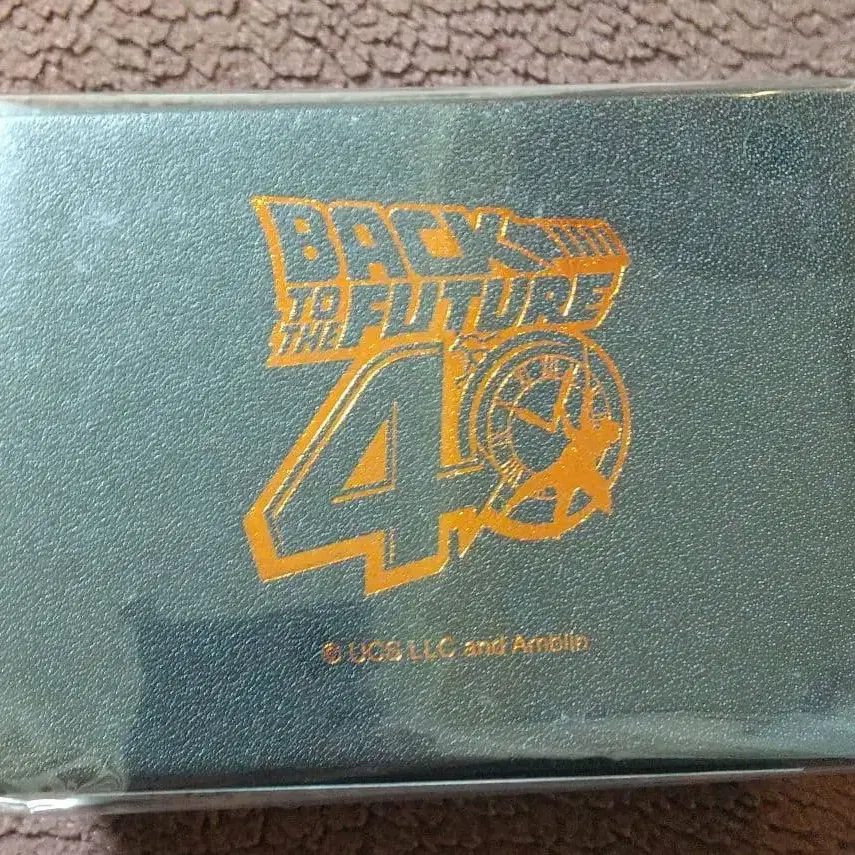 BACK
TO THE FUTURE
40
© UCS LLC and Amblin